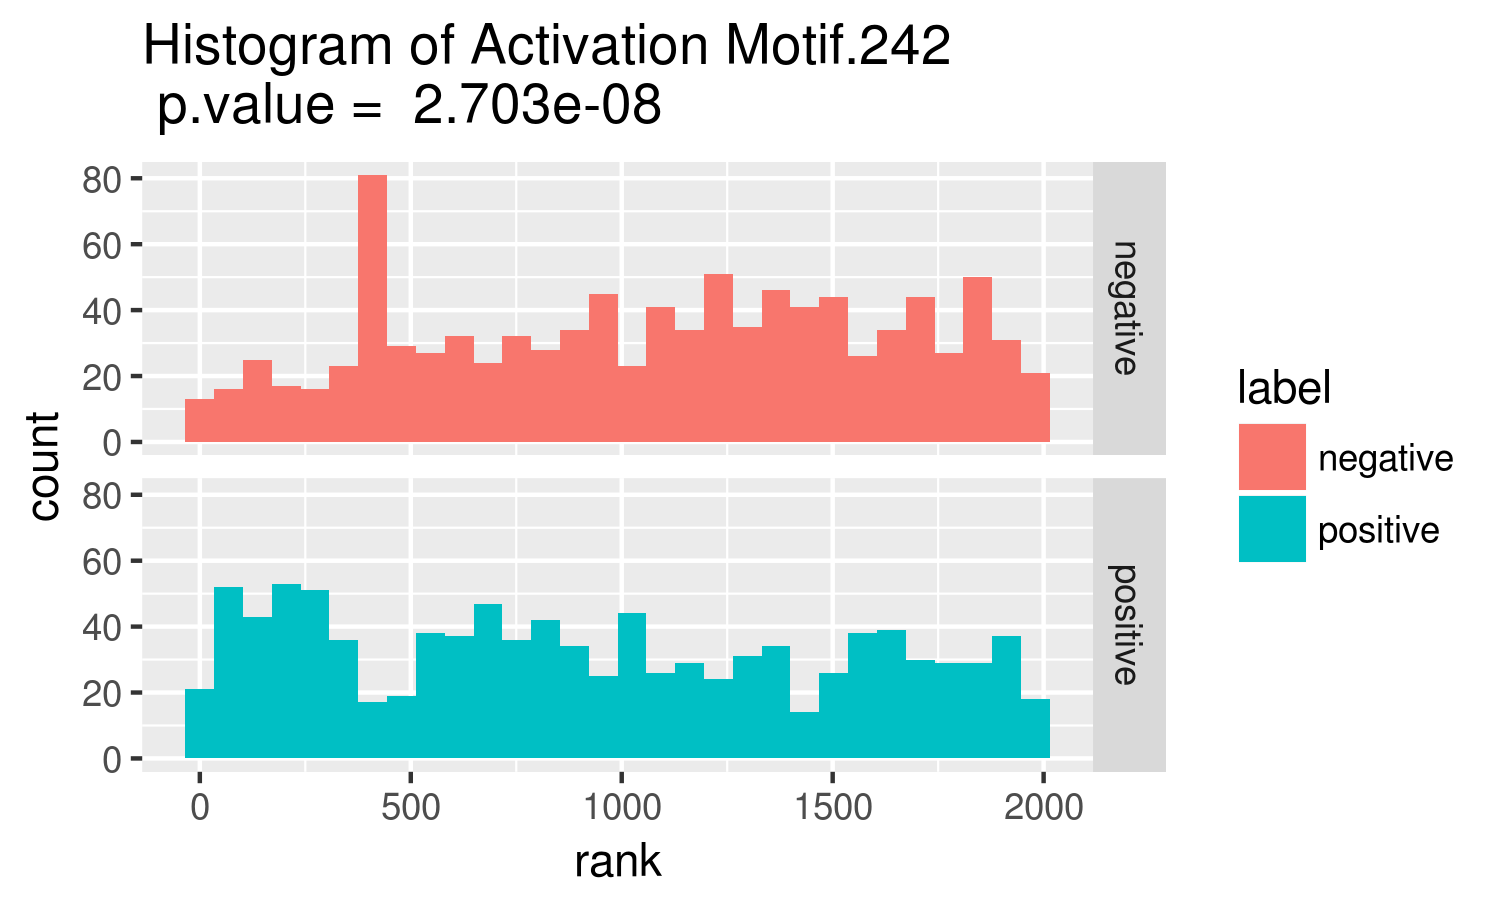 Histogram of Activation Motif.242
p.value = 2.703e-08
80
60
40
20
0
negative
80
60
40
20
0
positive
count
0 500 1000 1500 2000
rank
label
negative
positive